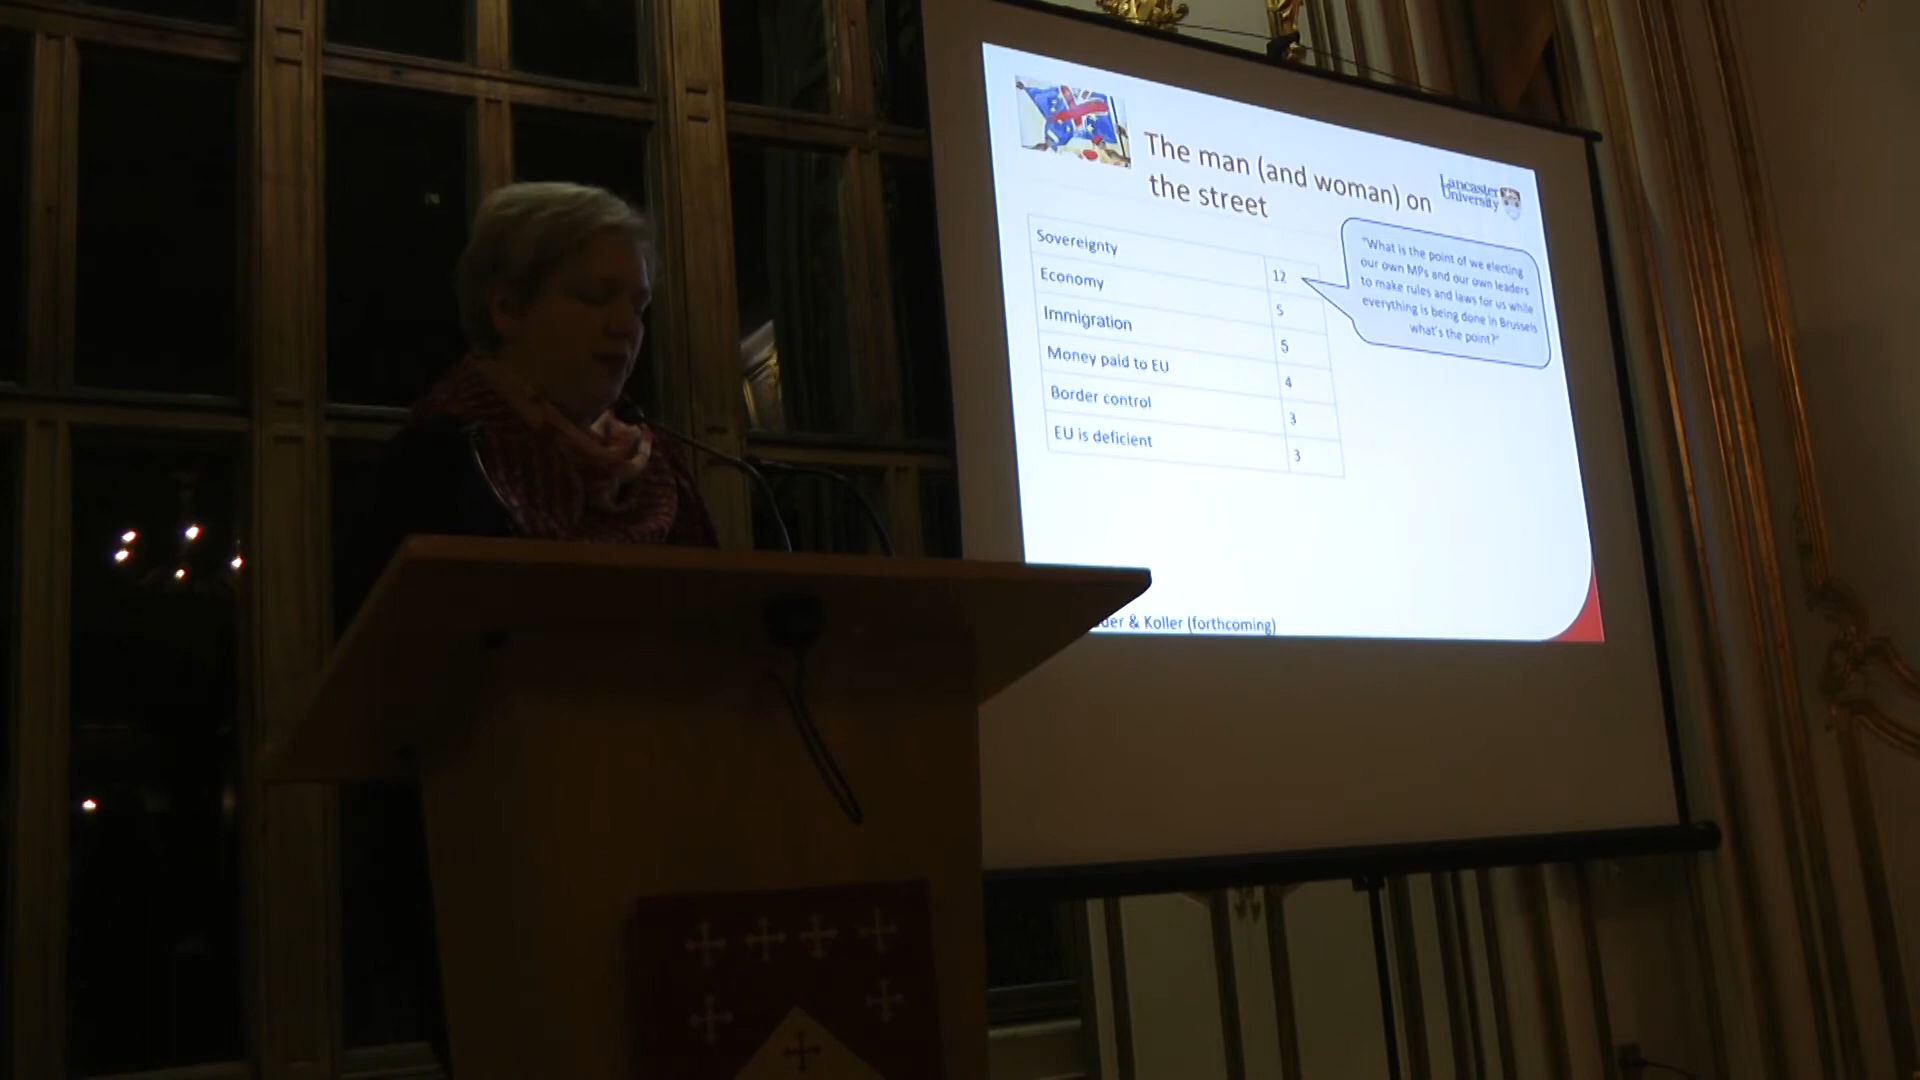 The man (and woman) on
the street
Lancaster
University
Sovereignty 12
Economy 5
Immigration 5
Money paid to EU 4
Border control 3
EU is deficient 3
"What is the point of we electing
our own MPs and our own leaders
to make rules and laws for us while
everything is being done in Brussels
what's the point?"
& Koller (forthcoming)